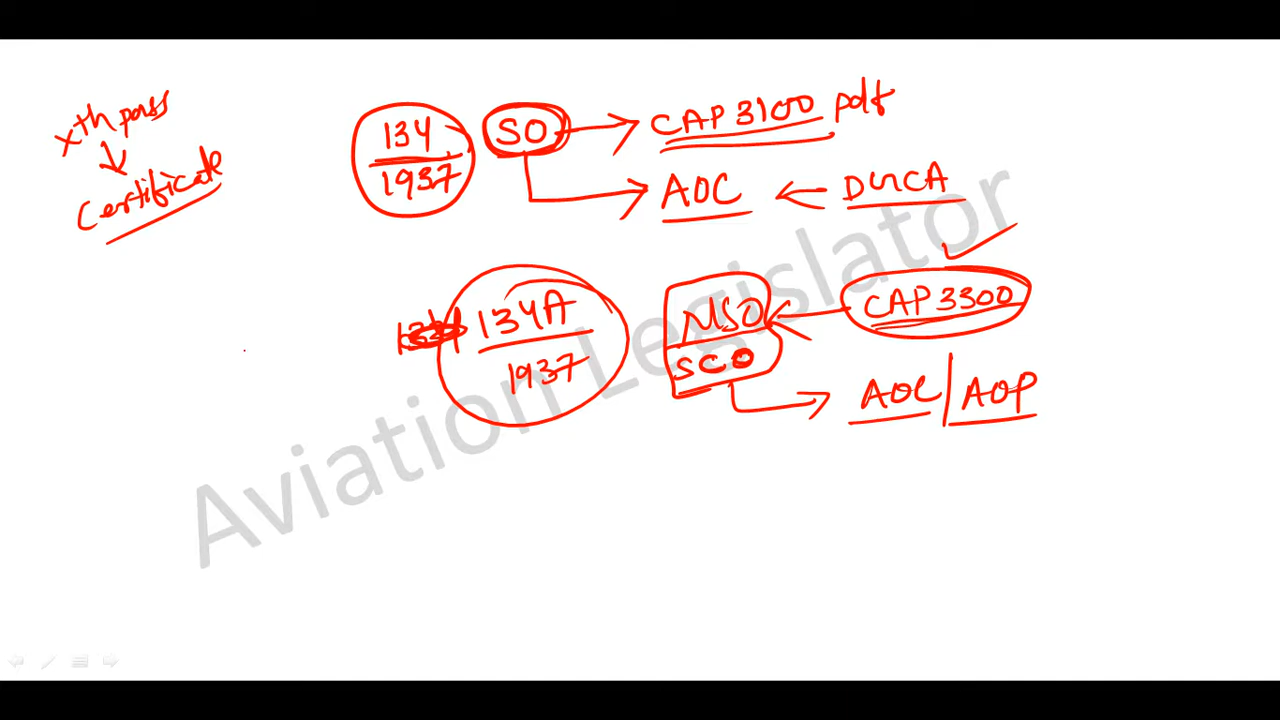 Xth pass
Certificate
134
1937
SO
CAP 3100 pdf
AOC
DGCA
134A
1937
NSO
SCO
CAP 3300
AOC | AOP
Aviation Legislator